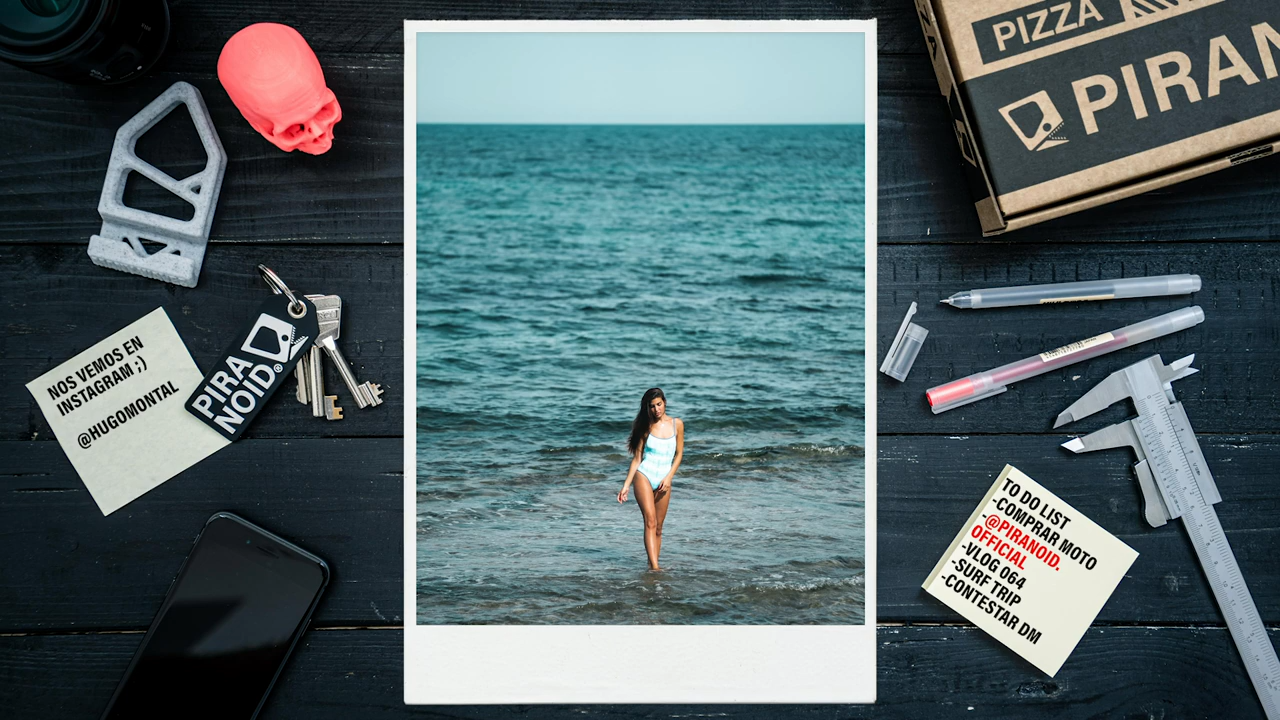 PIZZA
PIRAN
PIRA
NOID®
NOS VEMOS EN
INSTAGRAM ;)
@HUGOMONTAL
TO DO LIST
-COMPRAR MOTO
-@PIRANOID.
OFFICIAL
-VLOG 064
-SURF TRIP
-CONTESTAR DM